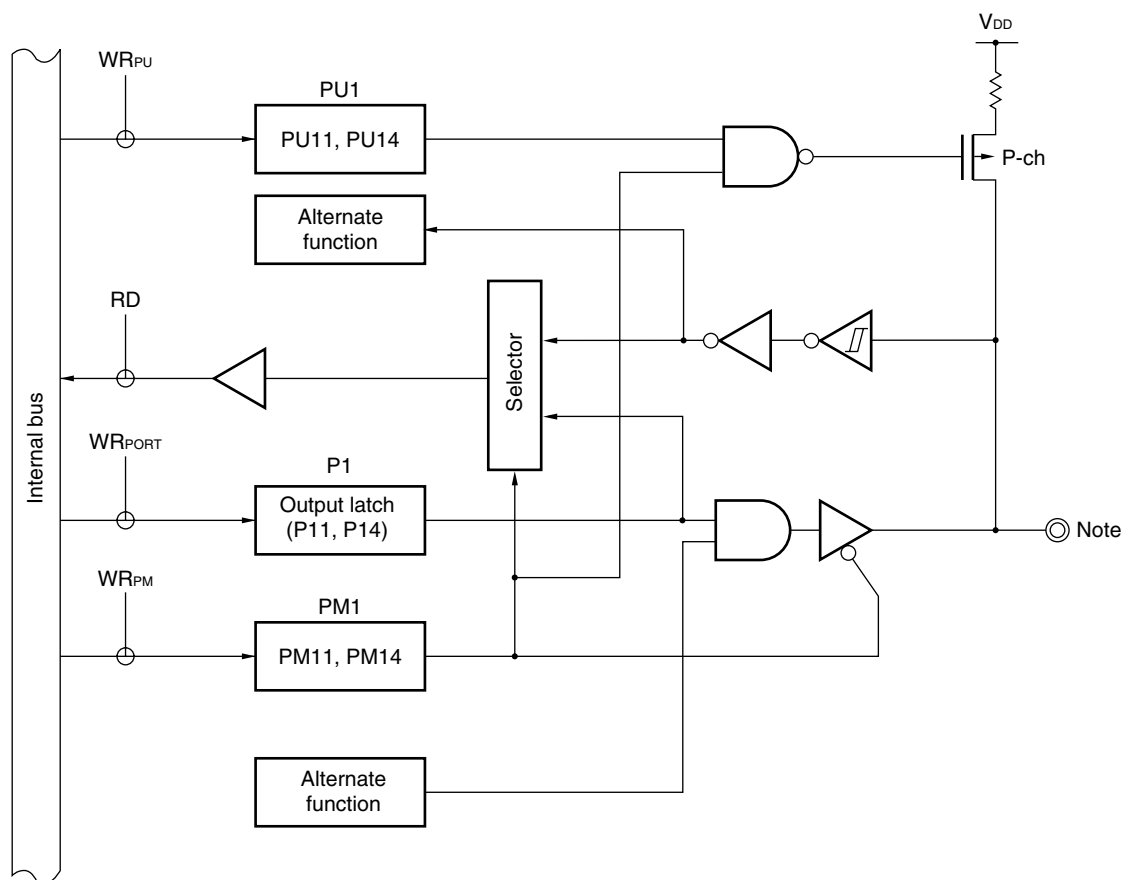 VDD
WRPU
PU1
PU11, PU14
P-ch
Alternate
function
RD
Selector
Internal bus
WRPORT
P1
Output latch
(P11, P14)
Note
WRPM
PM1
PM11, PM14
Alternate
function